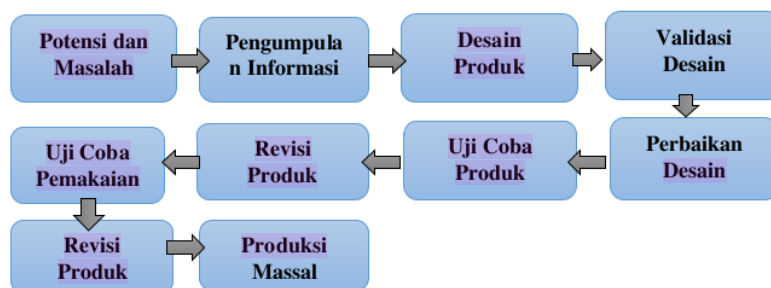 Potensi dan
Masalah
Pengumpula
n Informasi
Desain
Produk
Validasi
Desain
Perbaikan
Desain
Uji Coba
Produk
Revisi
Produk
Uji Coba
Pemakaian
Revisi
Produk
Produksi
Massal